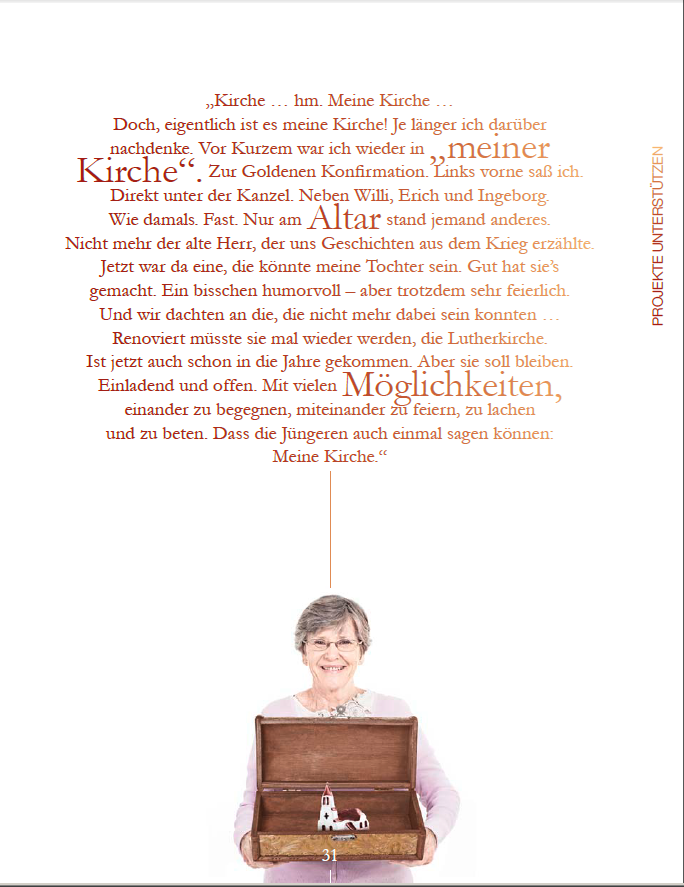 „Kirche … hm. Meine Kirche …
Doch, eigentlich ist es meine Kirche! Je länger ich darüber
nachdenke. Vor Kurzem war ich wieder in „meiner
Kirche“. Zur Goldenen Konfirmation. Links vorne saß ich.
Direkt unter der Kanzel. Neben Willi, Erich und Ingeborg.
Wie damals. Fast. Nur am Altar stand jemand anderes.
Nicht mehr der alte Herr, der uns Geschichten aus dem Krieg erzählte.
Jetzt war da eine, die könnte meine Tochter sein. Gut hat sie’s
gemacht. Ein bisschen humorvoll – aber trotzdem sehr feierlich.
Und wir dachten an die, die nicht mehr dabei sein konnten …
Renoviert müsste sie mal wieder werden, die Lutherkirche.
Ist jetzt auch schon in die Jahre gekommen. Aber sie soll bleiben.
Einladend und offen. Mit vielen Möglichkeiten,
einander zu begegnen, miteinander zu feiern, zu lachen
und zu beten. Dass die Jüngeren auch einmal sagen können:
Meine Kirche.“
PROJEKTE UNTERSTÜTZEN
31